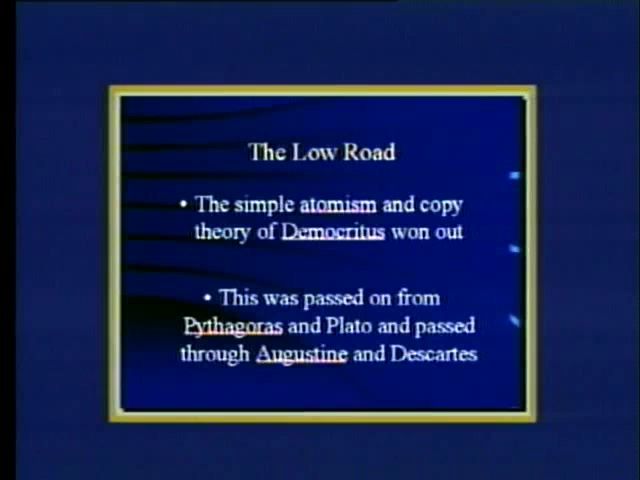 The Low Road
• The simple atomism and copy
theory of Democritus won out
• This was passed on from
Pythagoras and Plato and passed
through Augustine and Descartes